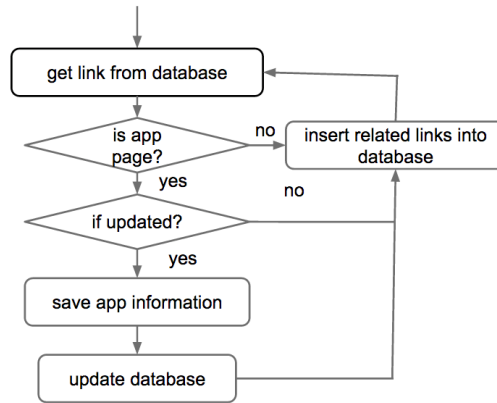 get link from database
is app
page?
no
insert related links into
database
yes
no
if updated?
yes
save app information
update database